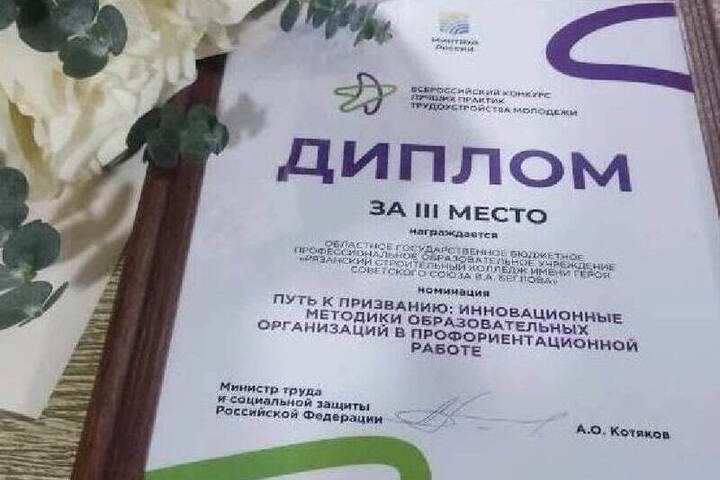 Минтруд
России
ВСЕРОССИЙСКИЙ КОНКУРС
ЛУЧШИХ ПРАКТИК
ТРУДОУСТРОЙСТВА МОЛОДЕЖИ
ДИПЛОМ
ЗА III МЕСТО
награждается
ОБЛАСТНОЕ ГОСУДАРСТВЕННОЕ БЮДЖЕТНОЕ
ПРОФЕССИОНАЛЬНОЕ ОБРАЗОВАТЕЛЬНОЕ УЧРЕЖДЕНИЕ
«РЯЗАНСКИЙ СТРОИТЕЛЬНЫЙ КОЛЛЕДЖ ИМЕНИ ГЕРОЯ
СОВЕТСКОГО СОЮЗА В.А. БЕГЛОВА»
номинация
ПУТЬ К ПРИЗВАНИЮ: ИННОВАЦИОННЫЕ
МЕТОДИКИ ОБРАЗОВАТЕЛЬНЫХ
ОРГАНИЗАЦИЙ В ПРОФОРИЕНТАЦИОННОЙ
РАБОТЕ
Министр труда
и социальной защиты
Российской Федерации
А.О. Котяков